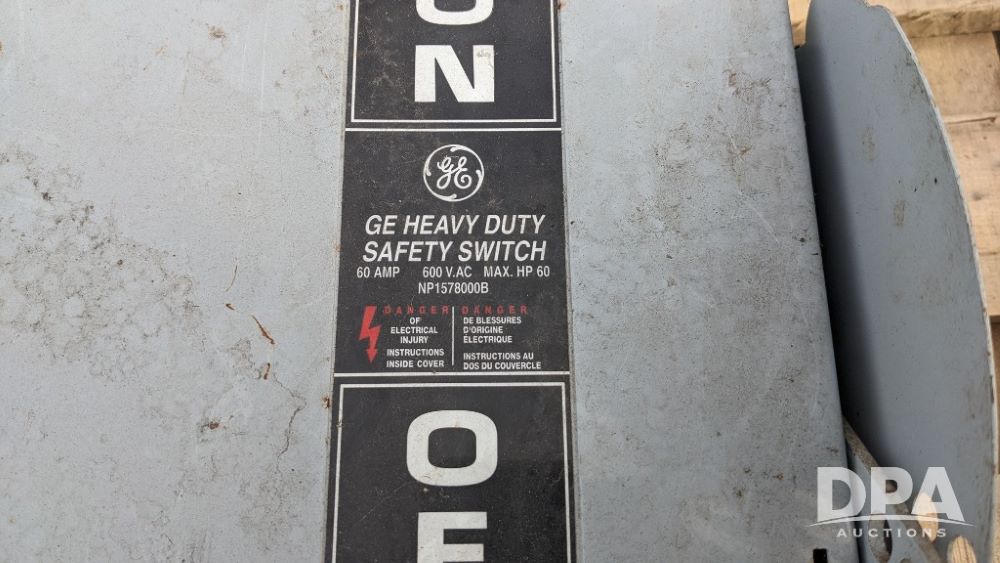 ON
GE
GE HEAVY DUTY
SAFETY SWITCH
60 AMP 600 V.AC MAX. HP 60
NP1578000B
DANGER
OF
ELECTRICAL
INJURY
INSTRUCTIONS
INSIDE COVER
DANGER
DE BLESSURES
D'ORIGINE
ÉLECTRIQUE
INSTRUCTIONS AU
DOS DU COUVERCLE
O
F
DPA
AUCTIONS